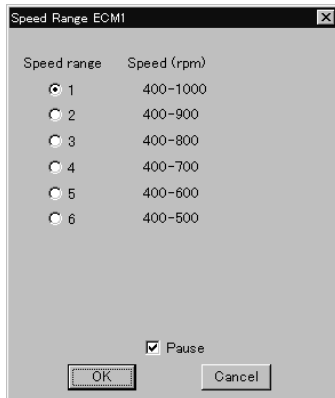 Speed Range ECM1
Speed range Speed (rpm)
1 400-1000
2 400-900
3 400-800
4 400-700
5 400-600
6 400-500
Pause
OK Cancel